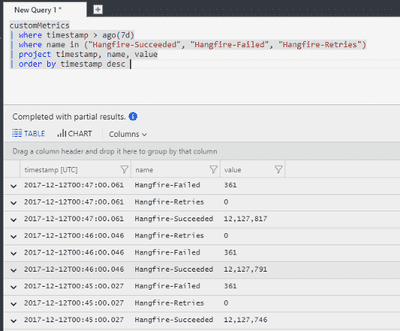 New Query 1 *
customMetrics
| where timestamp > ago(7d)
| where name in ("Hangfire-Succeeded", "Hangfire-Failed", "Hangfire-Retries")
| project timestamp, name, value
| order by timestamp desc
Completed with partial results.
TABLE CHART Columns
Drag a column header and drop it here to group by that column
timestamp [UTC] name value
2017-12-12T00:47:00.061 Hangfire-Failed 361
2017-12-12T00:47:00.061 Hangfire-Retries 0
2017-12-12T00:47:00.061 Hangfire-Succeeded 12,127,817
2017-12-12T00:46:00.046 Hangfire-Retries 0
2017-12-12T00:46:00.046 Hangfire-Failed 361
2017-12-12T00:46:00.046 Hangfire-Succeeded 12,127,791
2017-12-12T00:45:00.027 Hangfire-Failed 361
2017-12-12T00:45:00.027 Hangfire-Retries 0
2017-12-12T00:45:00.027 Hangfire-Succeeded 12,127,746